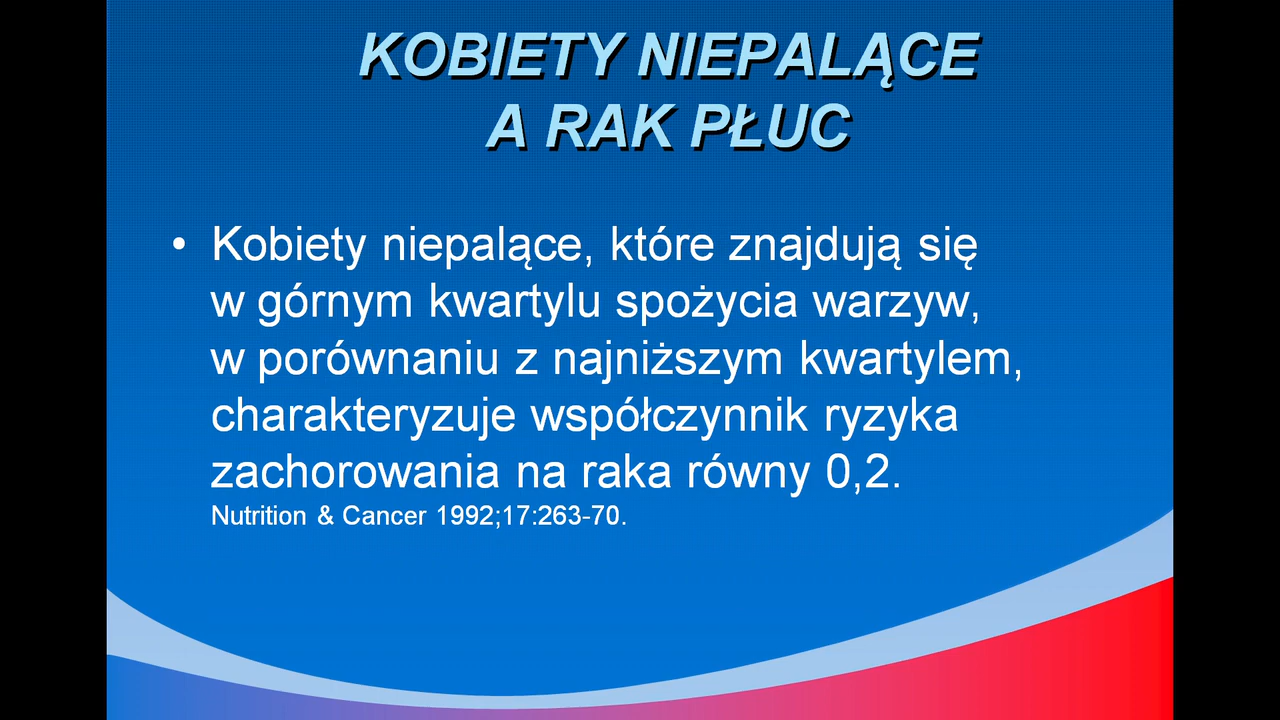 KOBIETY NIEPALĄCE
A RAK PŁUC
• Kobiety niepalące, które znajdują się
w górnym kwartylu spożycia warzyw,
w porównaniu z najniższym kwartylem,
charakteryzuje współczynnik ryzyka
zachorowania na raka równy 0,2.
Nutrition & Cancer 1992;17:263-70.